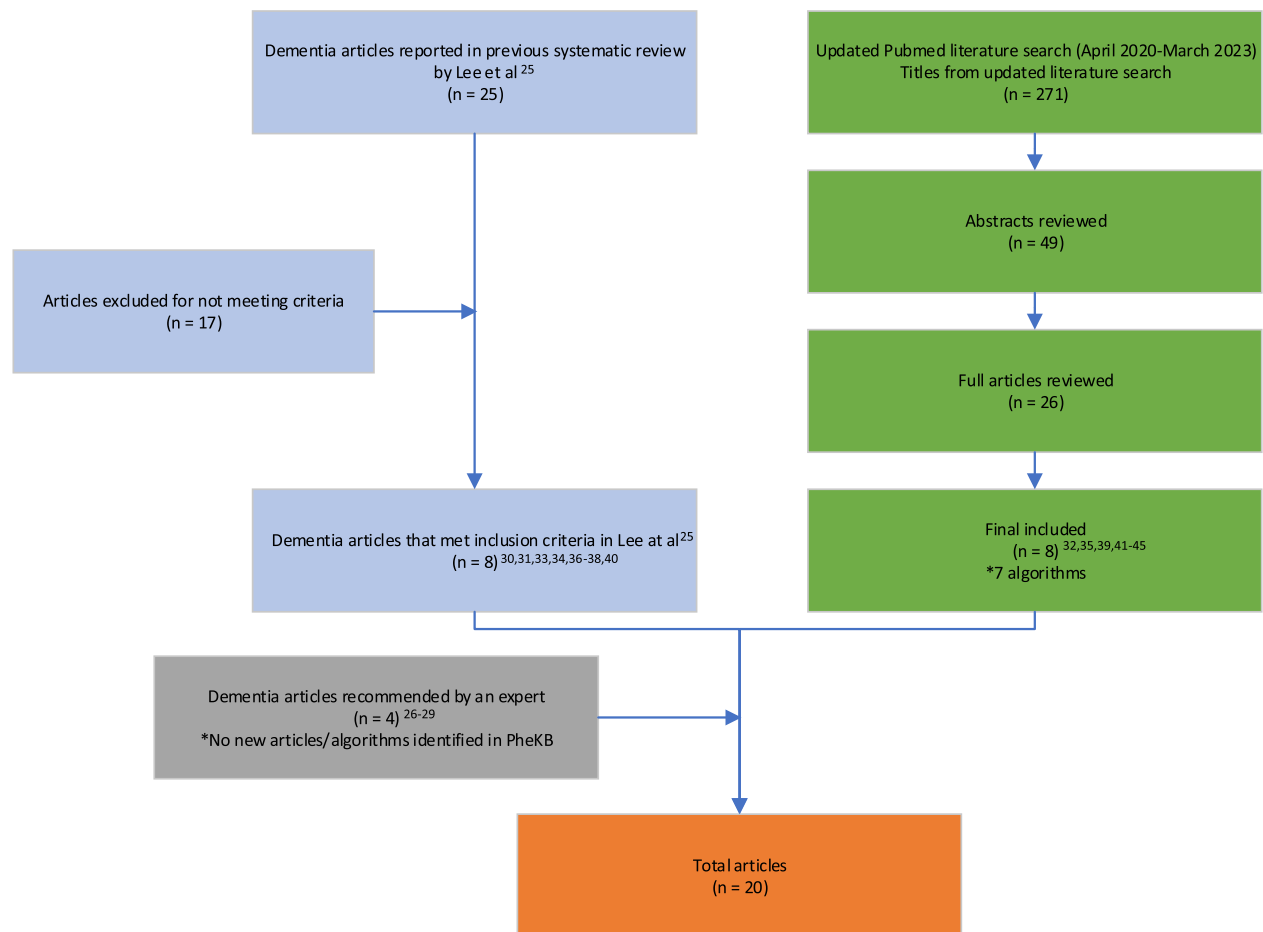 Dementia articles reported in previous systematic review
by Lee et al 25
(n = 25)
Updated Pubmed literature search (April 2020-March 2023)
Titles from updated literature search
(n = 271)
Abstracts reviewed
(n = 49)
Articles excluded for not meeting criteria
(n = 17)
Full articles reviewed
(n = 26)
Dementia articles that met inclusion criteria in Lee at al25
(n = 8)30,31,33,34,36-38,40
Final included
(n = 8) 32,35,39,41-45
*7 algorithms
Dementia articles recommended by an expert
(n = 4) 26-29
*No new articles/algorithms identified in PheKB
Total articles
(n = 20)